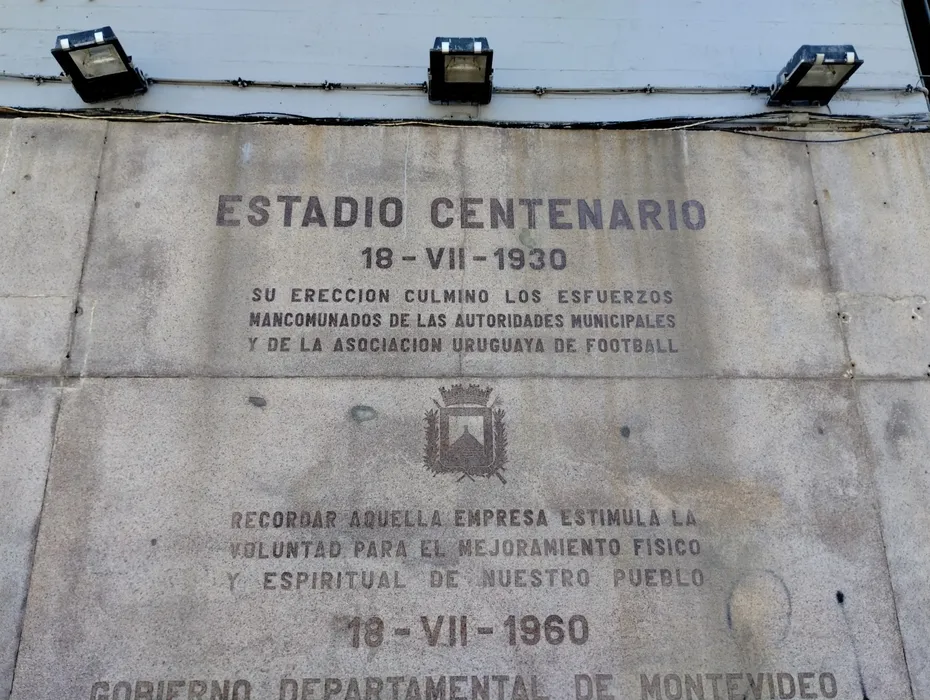 ESTADIO CENTENARIO
18-VII-1930
SU ERECCION CULMINO LOS ESFUERZOS
MANCOMUNADOS DE LAS AUTORIDADES MUNICIPALES
Y DE LA ASOCIACION URUGUAYA DE FOOTBALL
RECORDAR AQUELLA EMPRESA ESTIMULA LA
VOLUNTAD PARA EL MEJORAMIENTO FISICO
Y ESPIRITUAL DE NUESTRO PUEBLO
18-VII-1960
GOBIERNO DEPARTAMENTAL DE MONTEVIDEO